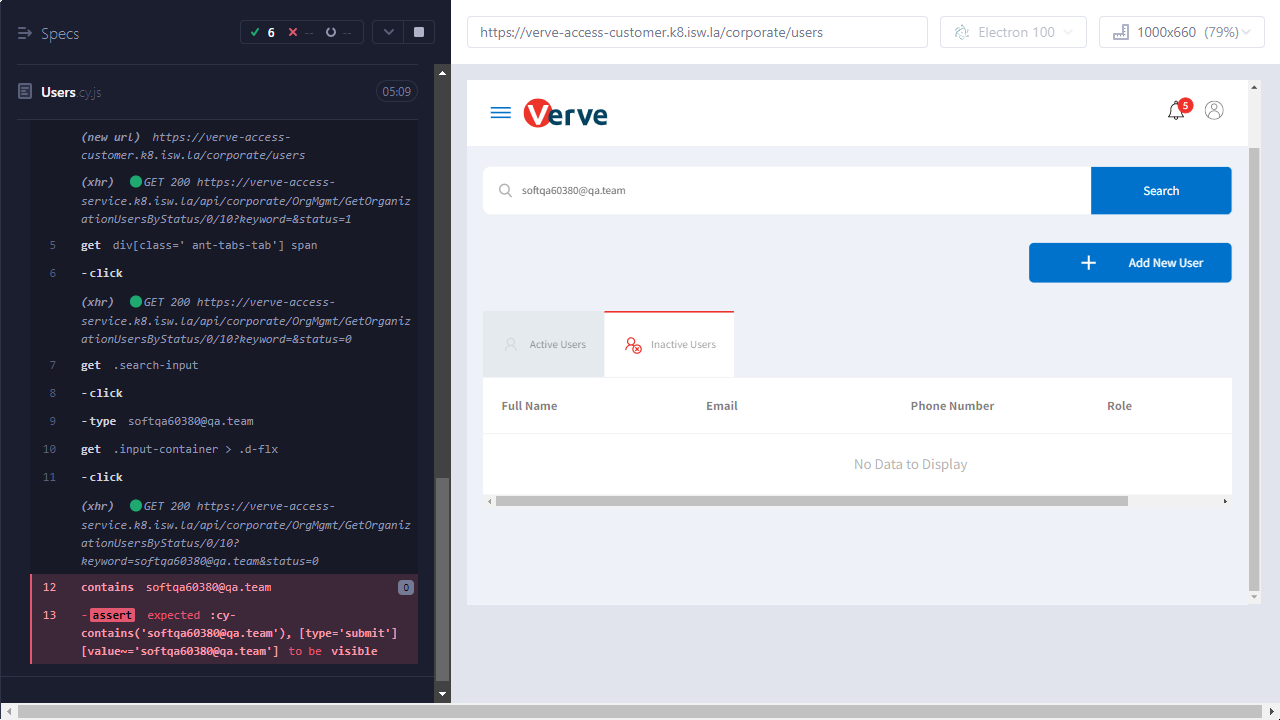 Specs
6
--
--
Users.cy.js
05:09
(new url) https://verve-access-
customer.k8.isw.la/corporate/users
(xhr) GET 200 https://verve-access-
service.k8.isw.la/api/corporate/OrgMgmt/GetOrganiz
ationUsersByStatus/0/10?keyword=&status=1
5 get div[class=' ant-tabs-tab'] span
6 -click
(xhr) GET 200 https://verve-access-
service.k8.isw.la/api/corporate/OrgMgmt/GetOrganiz
ationUsersByStatus/0/10?keyword=&status=0
7 get .search-input
8 -click
9 -type softqa60380@qa.team
10 get .input-container > .d-flx
11 -click
(xhr) GET 200 https://verve-access-
service.k8.isw.la/api/corporate/OrgMgmt/GetOrganiz
ationUsersByStatus/0/10?
keyword=softqa60380@qa.team&status=0
12 contains softqa60380@qa.team 0
13 -assert expected :cy-
contains('softqa60380@qa.team'), [type='submit']
[value~='softqa60380@qa.team'] to be visible
https://verve-access-customer.k8.isw.la/corporate/users
Electron 100
1000x660 (79%)
Verve
5
softqa60380@qa.team
Search
Add New User
Active Users
Inactive Users
Full Name Email Phone Number Role
No Data to Display